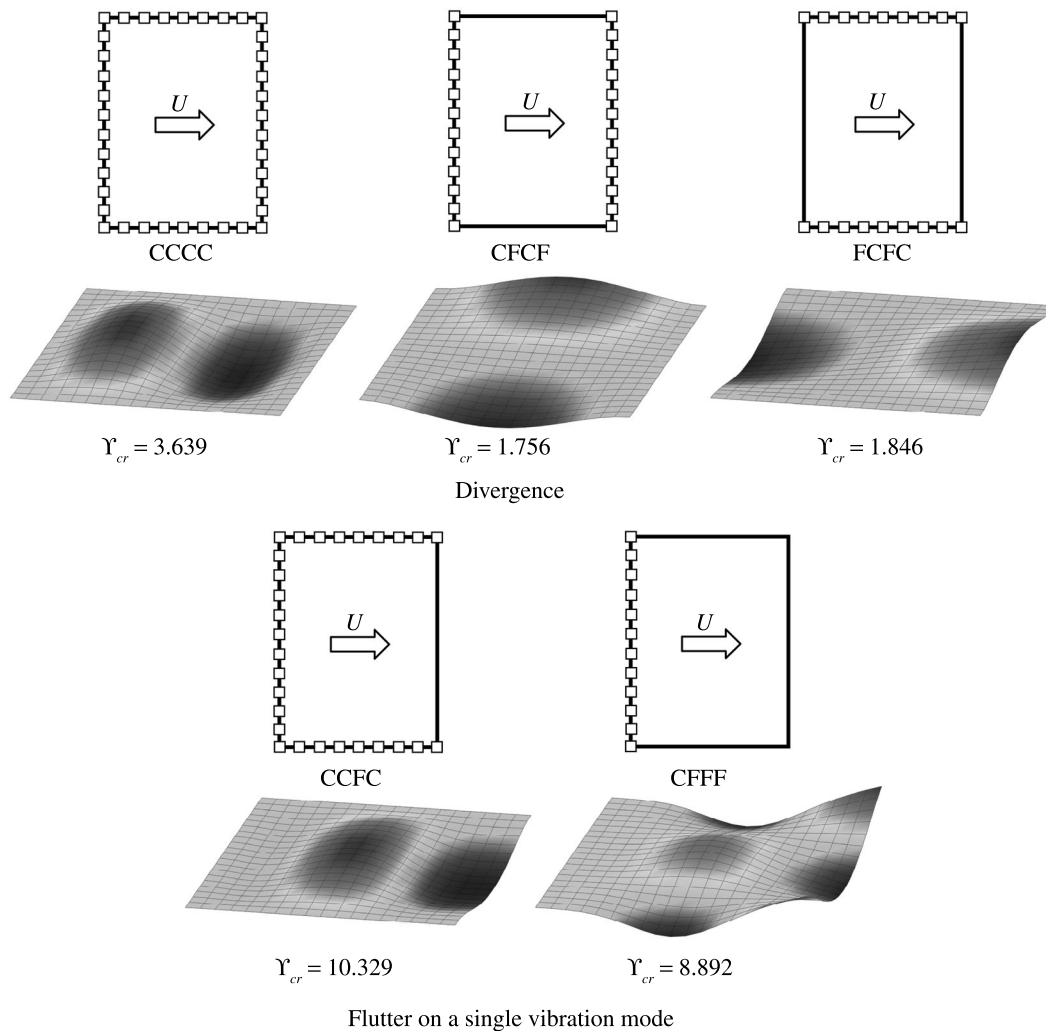 U U U
CCCC CFCF FCFC
ϒcr = 3.639 ϒcr = 1.756 ϒcr = 1.846
Divergence
U U
CCFC CFFF
ϒcr = 10.329 ϒcr = 8.892
Flutter on a single vibration mode